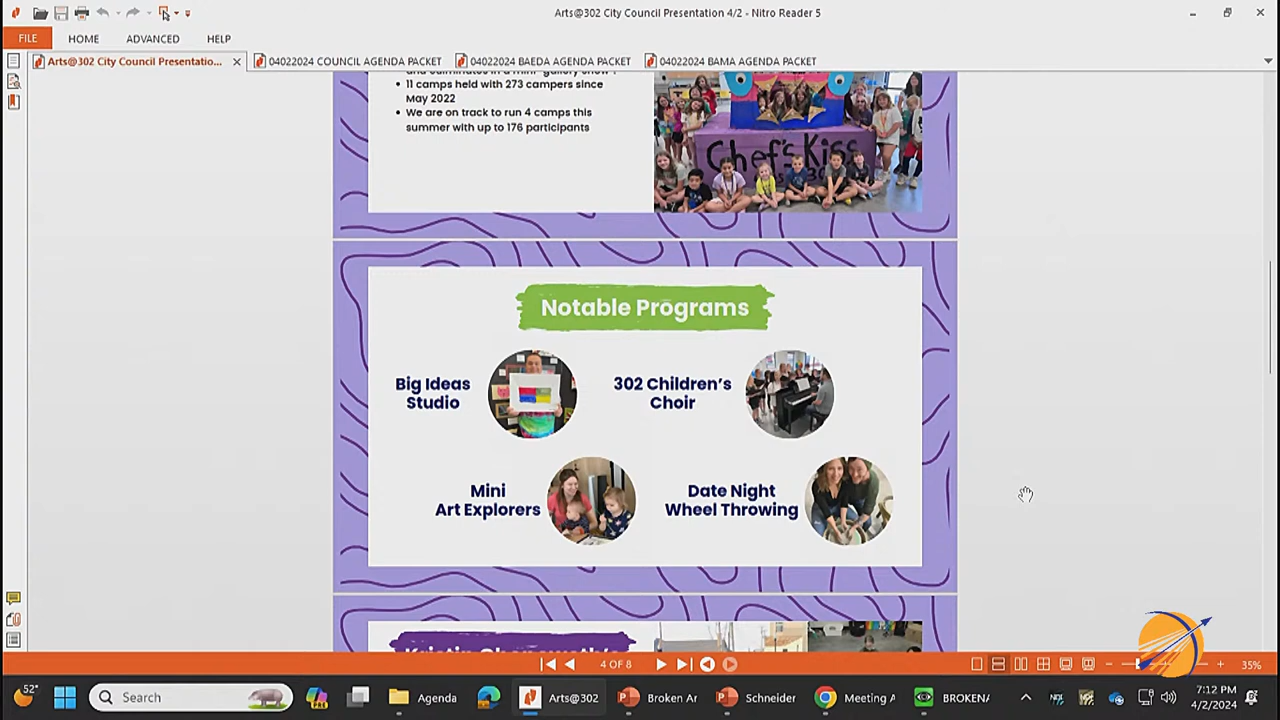 Arts@302 City Council Presentation 4/2 - Nitro Reader 5
FILE HOME ADVANCED HELP
Arts@302 City Council Presentatio... 04022024 COUNCIL AGENDA PACKET 04022024 BAEDA AGENDA PACKET 04022024 BAMA AGENDA PACKET
• 11 camps held with 273 campers since
May 2022
• We are on track to run 4 camps this
summer with up to 176 participants
Chef's Kiss
Notable Programs
Big Ideas
Studio
302 Children's
Choir
Mini
Art Explorers
Date Night
Wheel Throwing
4 OF 8
35%
52°
Search
Agenda
Arts@302
Broken Ar
Schneider
Meeting A
BROKENA
7:12 PM
4/2/2024